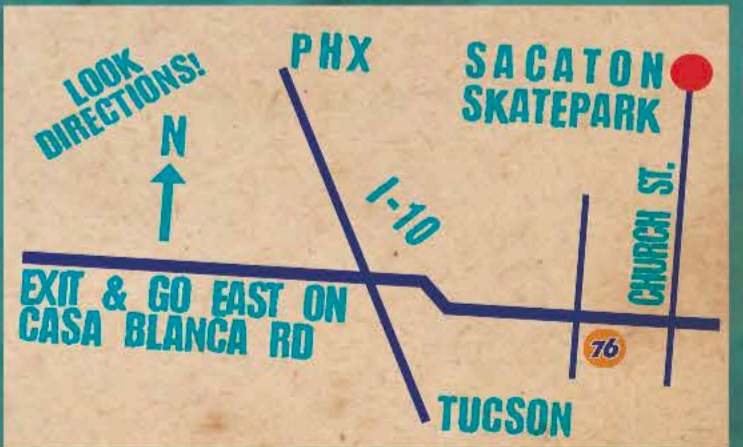 LOOK
DIRECTIONS!
N
PHX
SACATON
SKATEPARK
I-10
CHURCH ST.
EXIT & GO EAST ON
CASA BLANCA RD
76
TUCSON